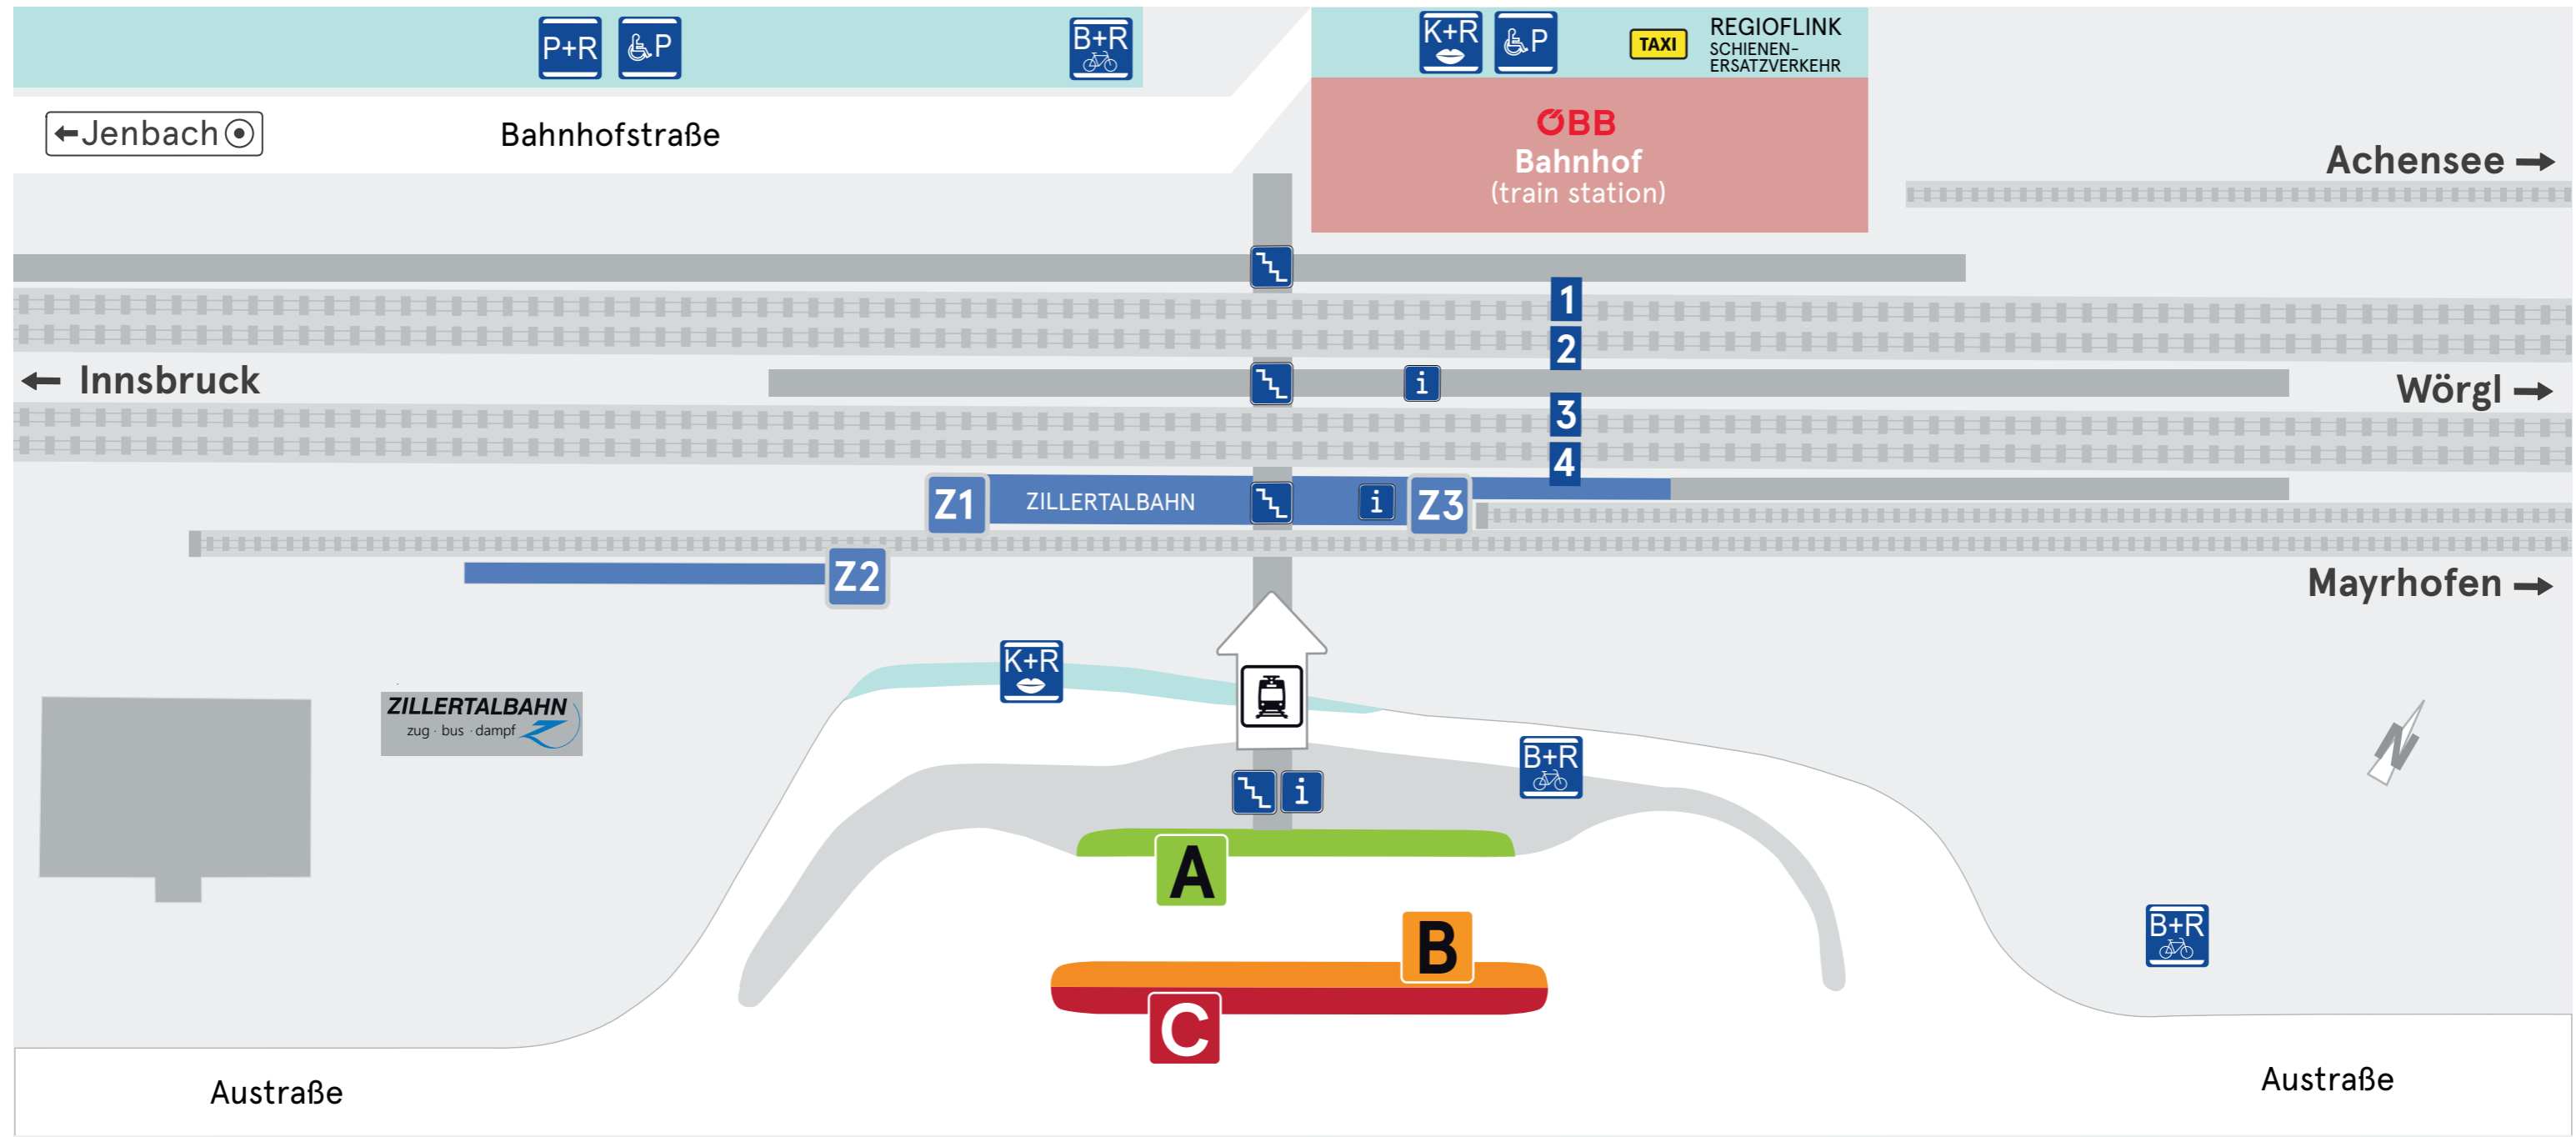 P+R
P
B+R
K+R
P
TAXI
REGIOFLINK
SCHIENEN-
ERSATZVERKEHR
←Jenbach
Bahnhofstraße
ÖBB
Bahnhof
(train station)
Achensee →
1
2
← Innsbruck
i
Wörgl →
3
4
Z1
ZILLERTALBAHN
i
Z3
Z2
Mayrhofen →
K+R
ZILLERTALBAHN
zug · bus · dampf
N
B+R
i
A
B
B+R
C
Austraße
Austraße